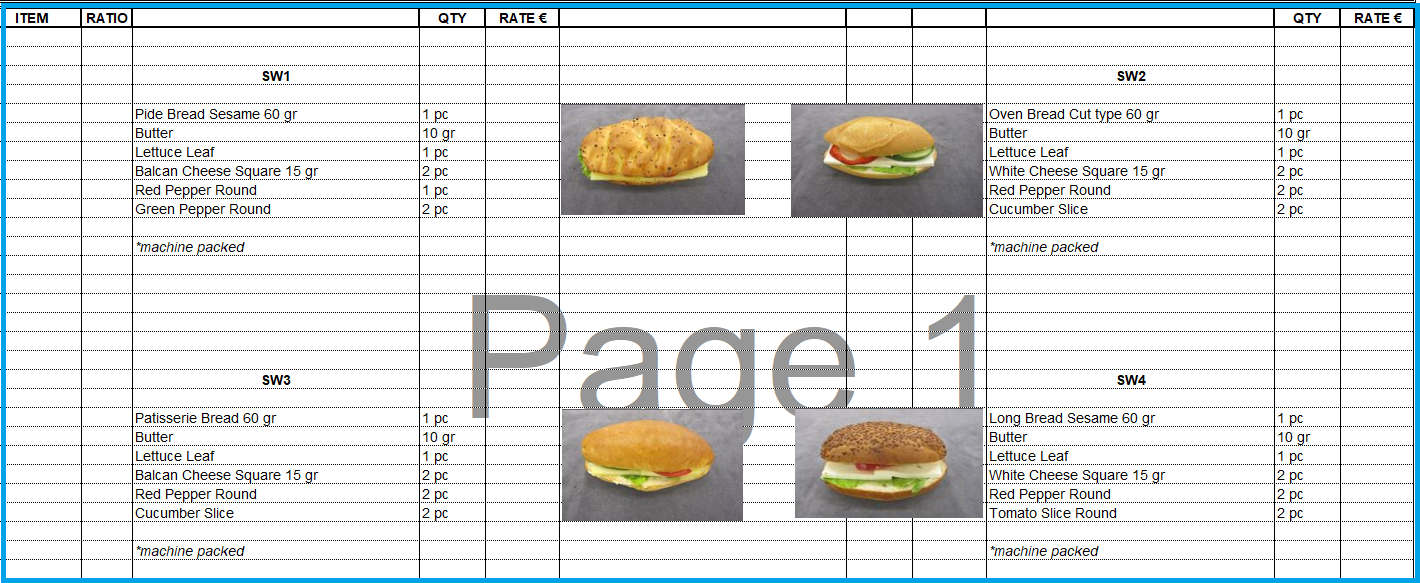 ITEM RATIO QTY RATE € QTY RATE €
SW1
Pide Bread Sesame 60 gr 1 pc
Butter 10 gr
Lettuce Leaf 1 pc
Balcan Cheese Square 15 gr 2 pc
Red Pepper Round 1 pc
Green Pepper Round 2 pc
*machine packed
SW2
Oven Bread Cut type 60 gr 1 pc
Butter 10 gr
Lettuce Leaf 1 pc
White Cheese Square 15 gr 2 pc
Red Pepper Round 2 pc
Cucumber Slice 2 pc
*machine packed
Page 1
SW3
Patisserie Bread 60 gr 1 pc
Butter 10 gr
Lettuce Leaf 1 pc
Balcan Cheese Square 15 gr 2 pc
Red Pepper Round 2 pc
Cucumber Slice 2 pc
*machine packed
SW4
Long Bread Sesame 60 gr 1 pc
Butter 10 gr
Lettuce Leaf 1 pc
White Cheese Square 15 gr 2 pc
Red Pepper Round 2 pc
Tomato Slice Round 2 pc
*machine packed